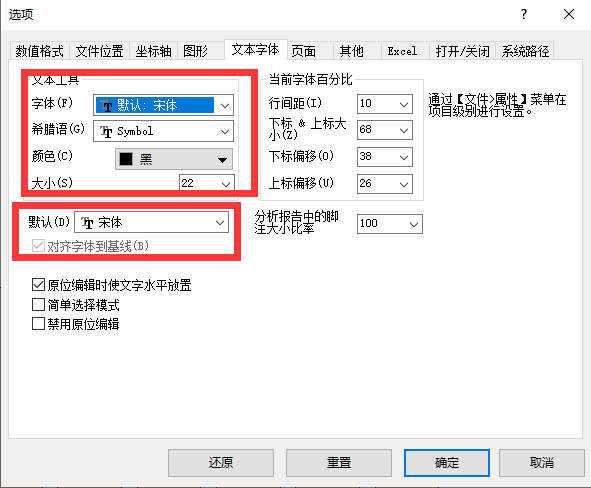 选项
数值格式 文件位置 坐标轴 图形 文本字体 页面 其他 Excel 打开/关闭 系统路径
文本工具
字体(F) 默认: 宋体
希腊语(G) Symbol
颜色(C) 黑
大小(S) 22
默认(D) 宋体
对齐字体到基线(B)
原位编辑时使文字水平放置
简单选择模式
禁用原位编辑
当前字体百分比
行间距(I) 10
下标 & 上标大
小(Z) 68
下标偏移(O) 38
上标偏移(U) 26
分析报告中的脚
注大小比率 100
通过【文件>属性】菜单在
项目级别进行设置。
还原 重置 确定 取消